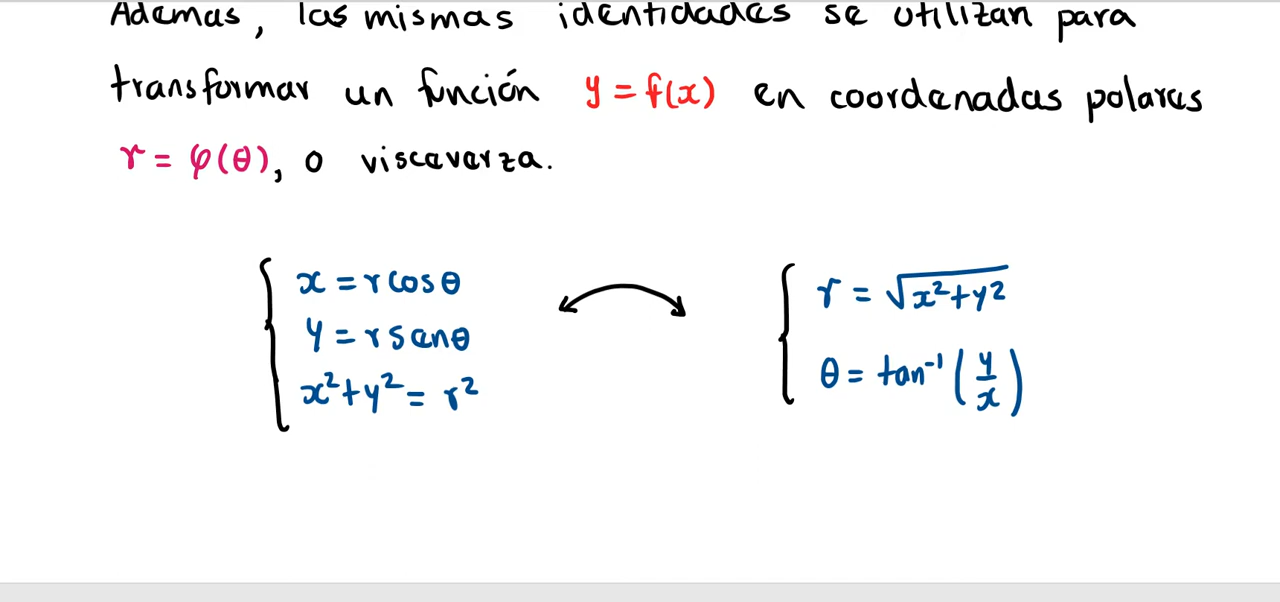 Además, las mismas identidades se utilizan para
transformar un función y = f(x) en coordenadas polares
r = φ(θ), o viscaverza.
x = r cos θ
y = r sen θ
x² + y² = r²
r = √x² + y²
θ = tan⁻¹ (y/x)